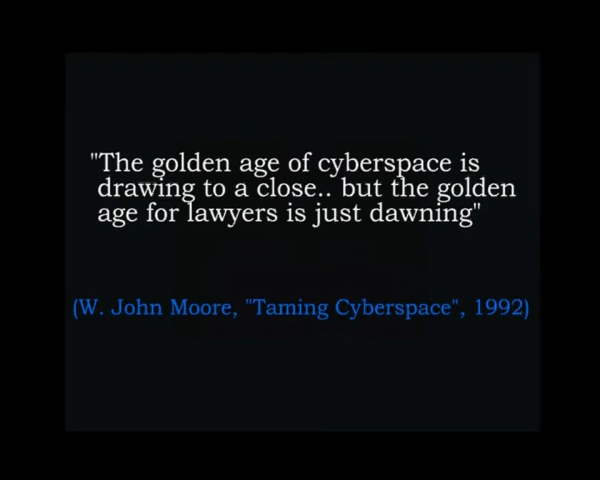 "The golden age of cyberspace is
drawing to a close.. but the golden
age for lawyers is just dawning"
(W. John Moore, "Taming Cyberspace", 1992)